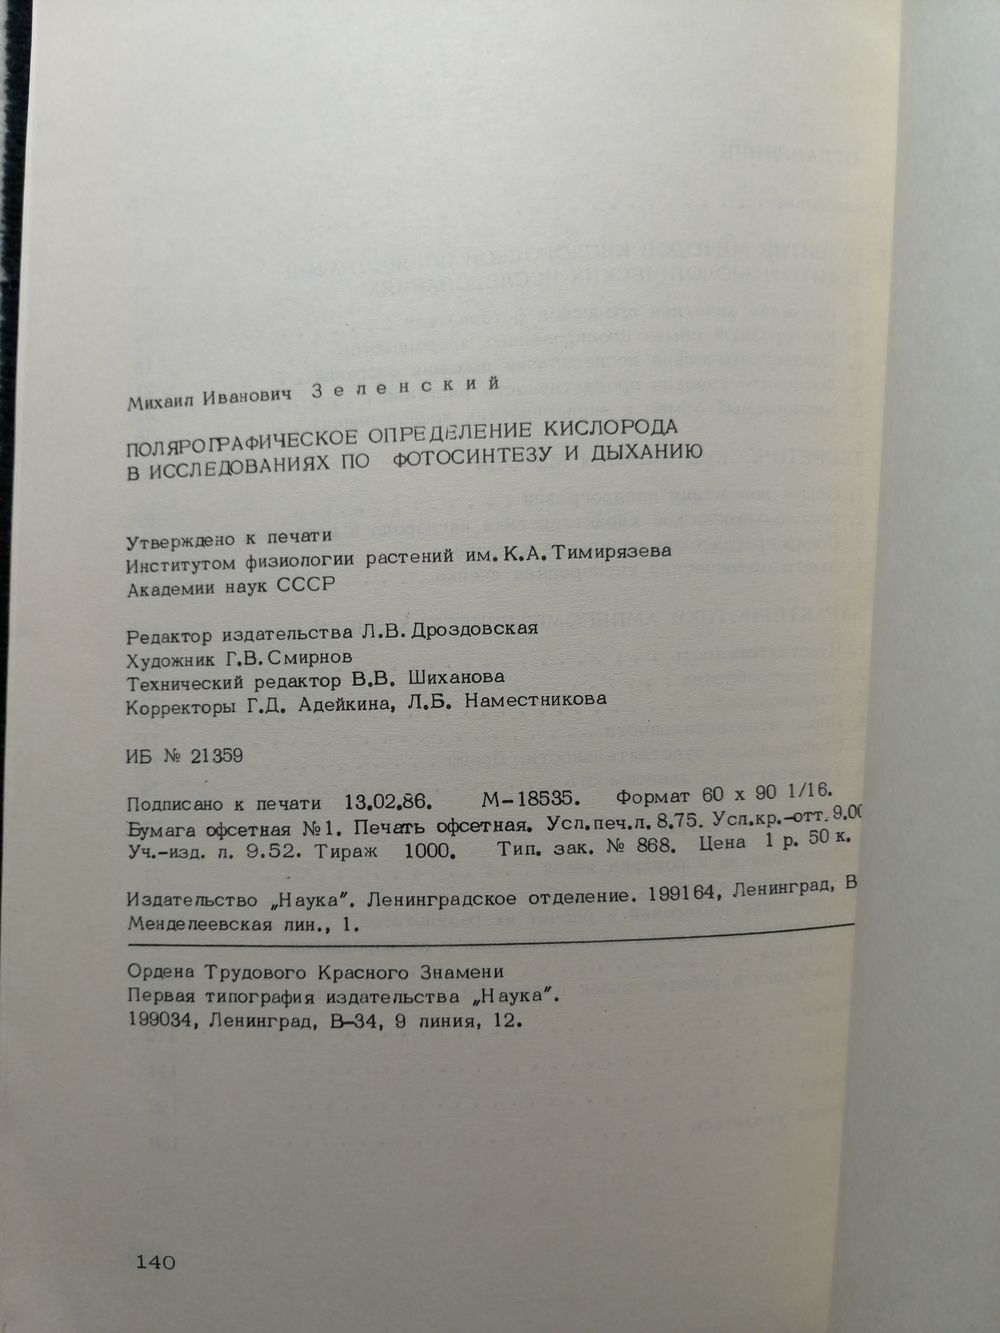 Михаил Иванович Зеленский
ПОЛЯРОГРАФИЧЕСКОЕ ОПРЕДЕЛЕНИЕ КИСЛОРОДА
В ИССЛЕДОВАНИЯХ ПО ФОТОСИНТЕЗУ И ДЫХАНИЮ
Утверждено к печати
Институтом физиологии растений им. К.А. Тимирязева
Академии наук СССР
Редактор издательства Л.В. Дроздовская
Художник Г.В. Смирнов
Технический редактор В.В. Шиханова
Корректоры Г.Д. Адейкина, Л.Б. Наместникова
ИБ № 21359
Подписано к печати 13.02.86. М-18535. Формат 60 х 90 1/16.
Бумага офсетная №1. Печать офсетная. Усл.печ.л. 8.75. Усл.кр.-отт. 9.00
Уч.-изд. л. 9.52. Тираж 1000. Тип. зак. № 868. Цена 1 р. 50 к.
Издательство „Наука". Ленинградское отделение. 199164, Ленинград, В
Менделеевская лин., 1.
Ордена Трудового Красного Знамени
Первая типография издательства „Наука".
199034, Ленинград, В-34, 9 линия, 12.
140